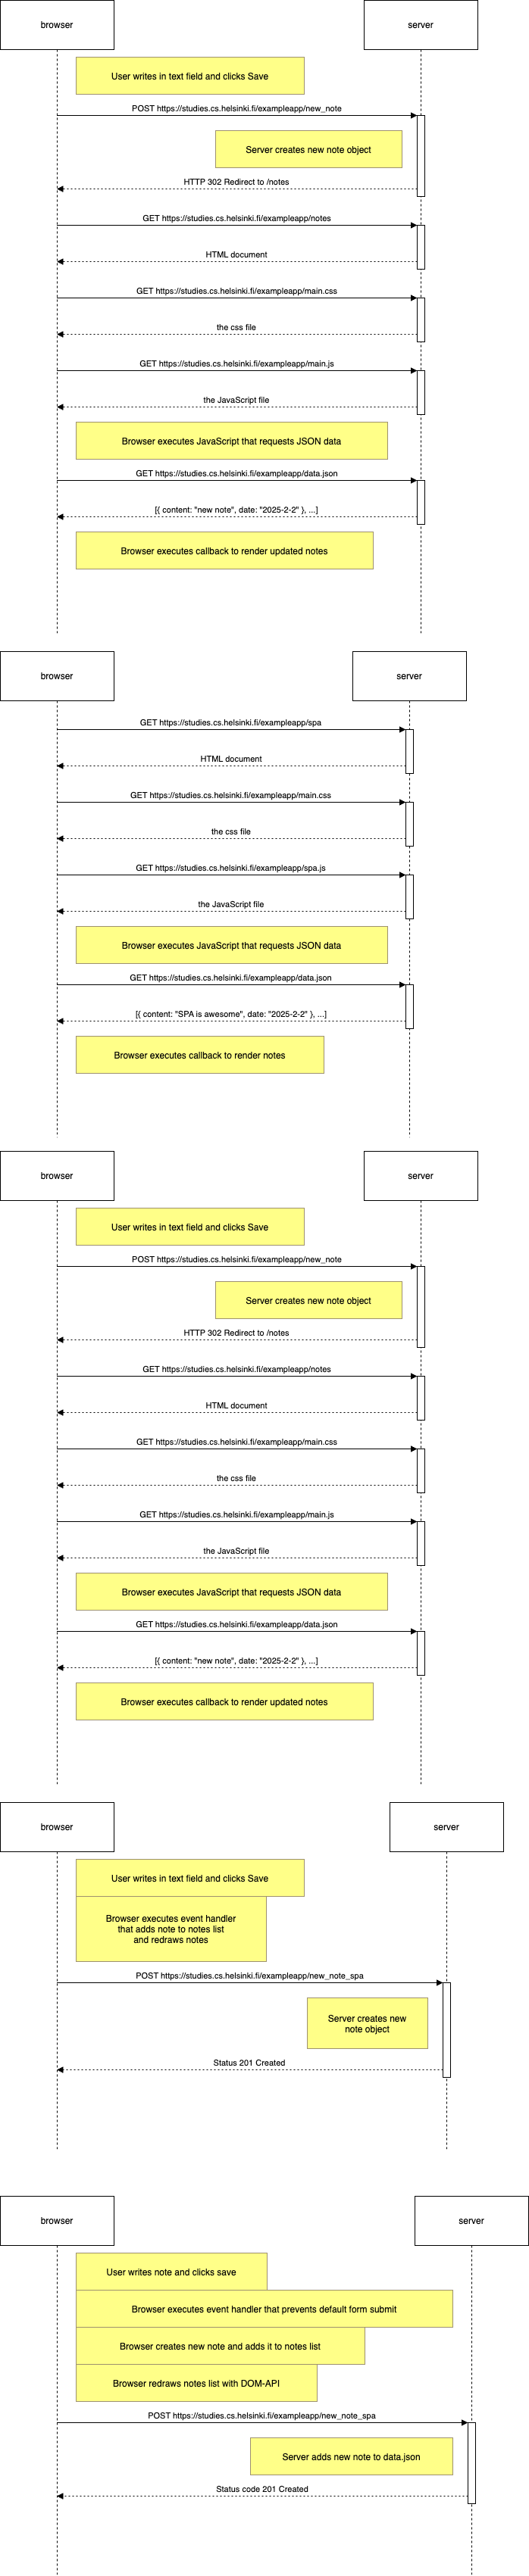 browser
server
User writes in text field and clicks Save
POST https://studies.cs.helsinki.fi/exampleapp/new_note
Server creates new note object
HTTP 302 Redirect to /notes
GET https://studies.cs.helsinki.fi/exampleapp/notes
HTML document
GET https://studies.cs.helsinki.fi/exampleapp/main.css
the css file
GET https://studies.cs.helsinki.fi/exampleapp/main.js
the JavaScript file
Browser executes JavaScript that requests JSON data
GET https://studies.cs.helsinki.fi/exampleapp/data.json
[{ content: "new note", date: "2025-2-2" }, ...]
Browser executes callback to render updated notes
browser
server
GET https://studies.cs.helsinki.fi/exampleapp/spa
HTML document
GET https://studies.cs.helsinki.fi/exampleapp/main.css
the css file
GET https://studies.cs.helsinki.fi/exampleapp/spa.js
the JavaScript file
Browser executes JavaScript that requests JSON data
GET https://studies.cs.helsinki.fi/exampleapp/data.json
[{ content: "SPA is awesome", date: "2025-2-2" }, ...]
Browser executes callback to render notes
browser
server
User writes in text field and clicks Save
POST https://studies.cs.helsinki.fi/exampleapp/new_note
Server creates new note object
HTTP 302 Redirect to /notes
GET https://studies.cs.helsinki.fi/exampleapp/notes
HTML document
GET https://studies.cs.helsinki.fi/exampleapp/main.css
the css file
GET https://studies.cs.helsinki.fi/exampleapp/main.js
the JavaScript file
Browser executes JavaScript that requests JSON data
GET https://studies.cs.helsinki.fi/exampleapp/data.json
[{ content: "new note", date: "2025-2-2" }, ...]
Browser executes callback to render updated notes
browser
server
User writes in text field and clicks Save
Browser executes event handler
that adds note to notes list
and redraws notes
POST https://studies.cs.helsinki.fi/exampleapp/new_note_spa
Server creates new
note object
Status 201 Created
browser
server
User writes note and clicks save
Browser executes event handler that prevents default form submit
Browser creates new note and adds it to notes list
Browser redraws notes list with DOM-API
POST https://studies.cs.helsinki.fi/exampleapp/new_note_spa
Server adds new note to data.json
Status code 201 Created